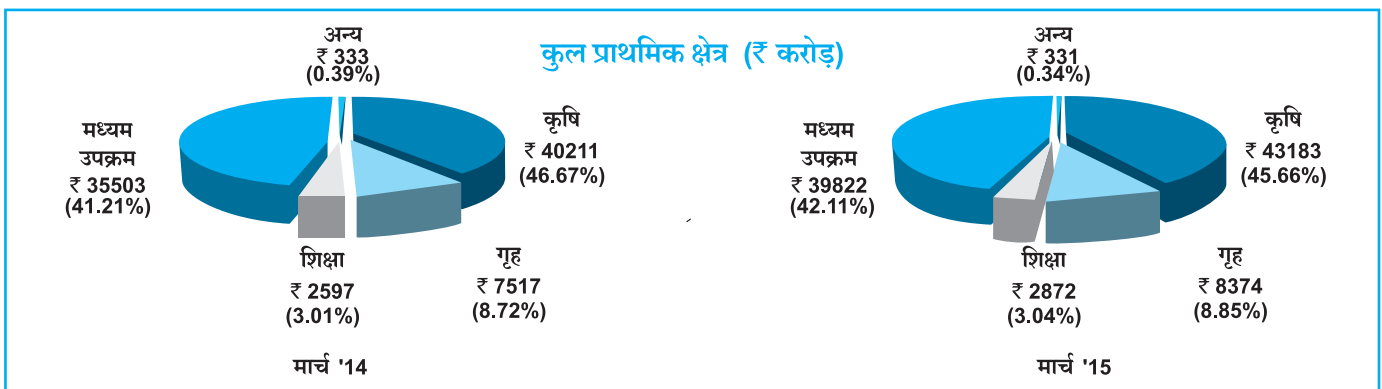 कुल प्राथमिक क्षेत्र (₹ करोड़)
अन्य
₹ 333
(0.39%)
कृषि
₹ 40211
(46.67%)
मध्यम
उपक्रम
₹ 35503
(41.21%)
शिक्षा
₹ 2597
(3.01%)
गृह
₹ 7517
(8.72%)
मार्च '14
अन्य
₹ 331
(0.34%)
कृषि
₹ 43183
(45.66%)
मध्यम
उपक्रम
₹ 39822
(42.11%)
शिक्षा
₹ 2872
(3.04%)
गृह
₹ 8374
(8.85%)
मार्च '15